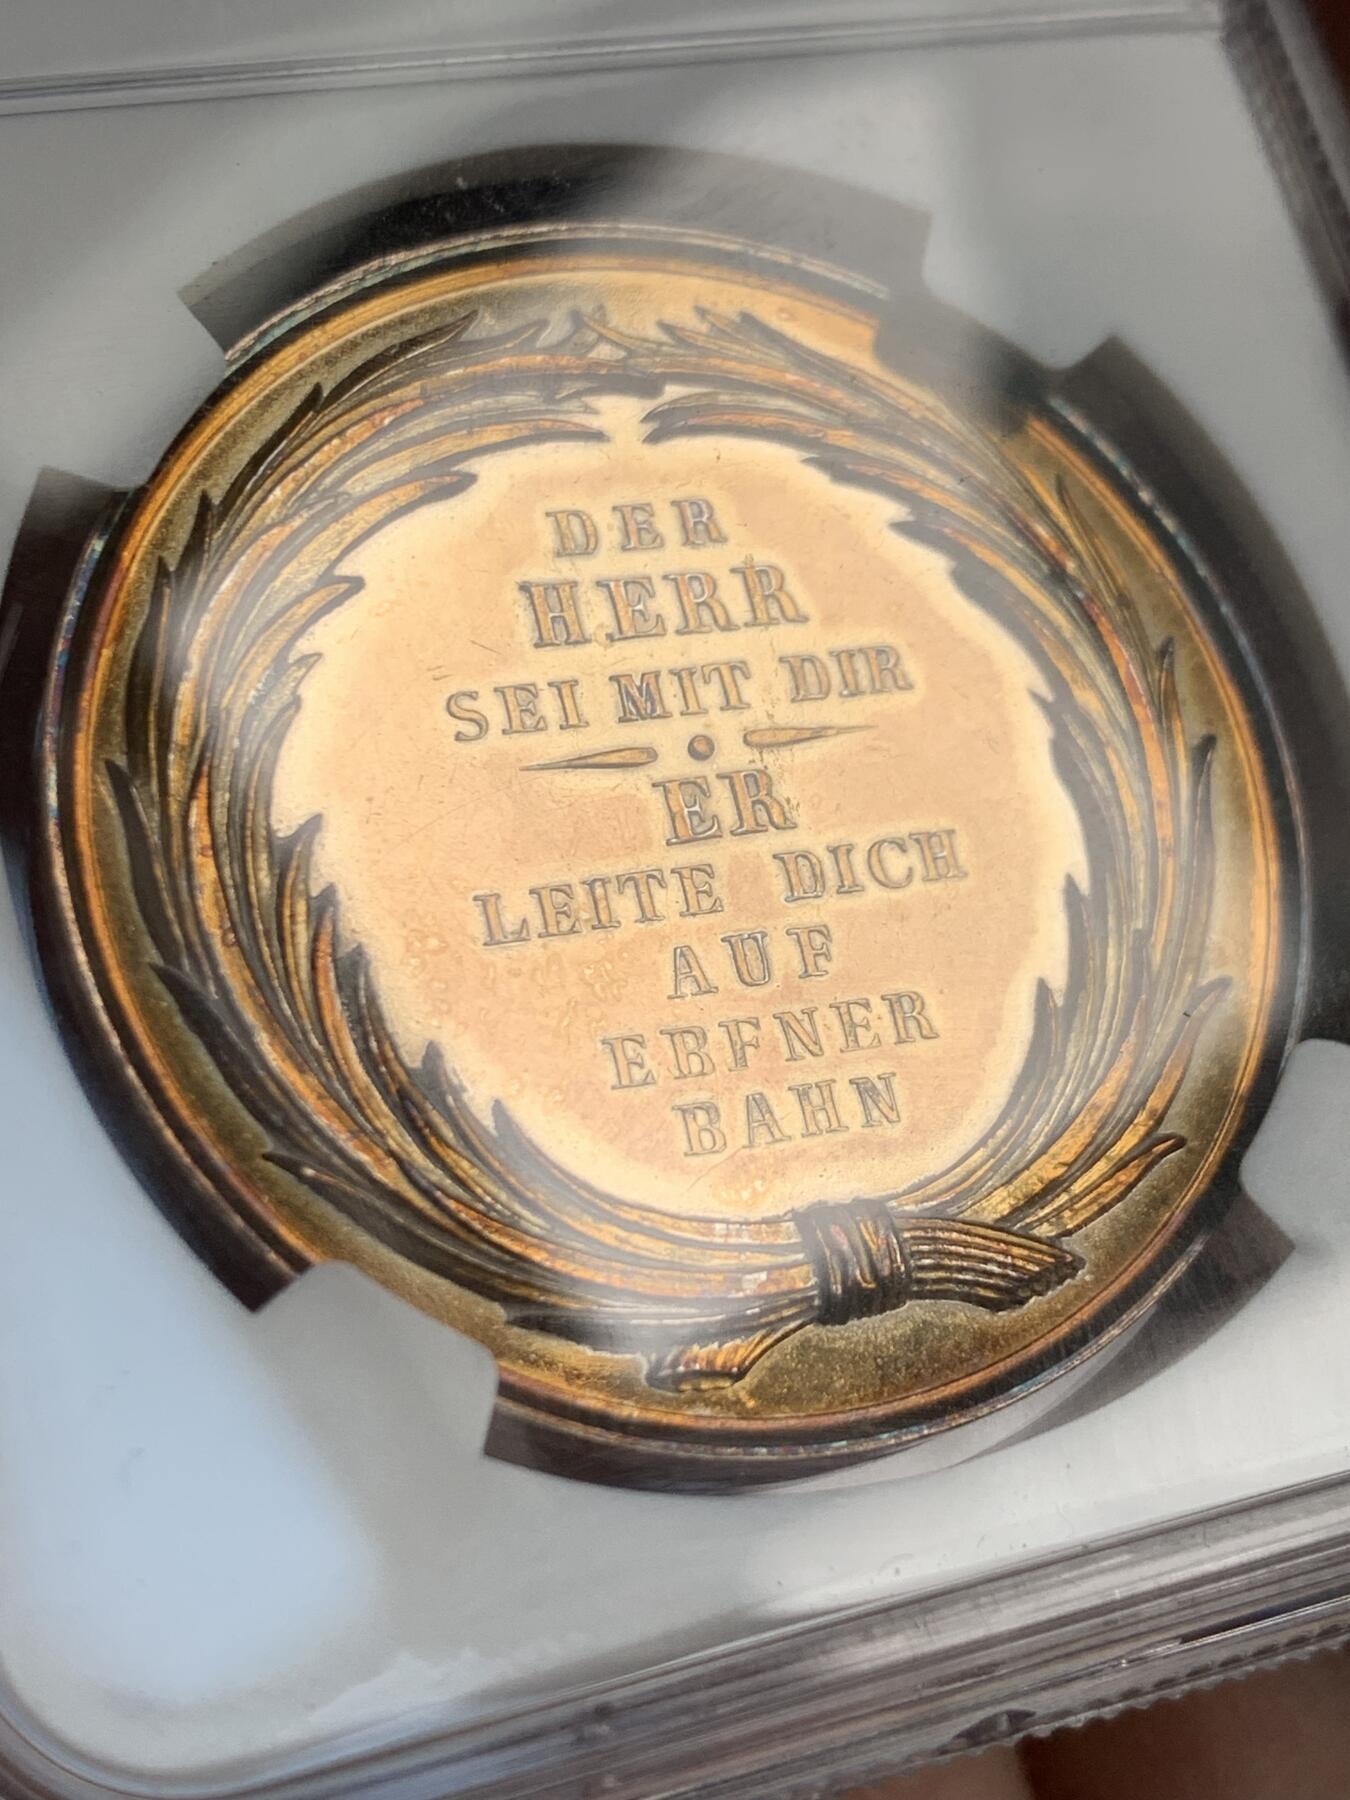 DER
HERR
SEI MIT DIR
ER
LEITE DICH
AUF
EBFNER
BAHN